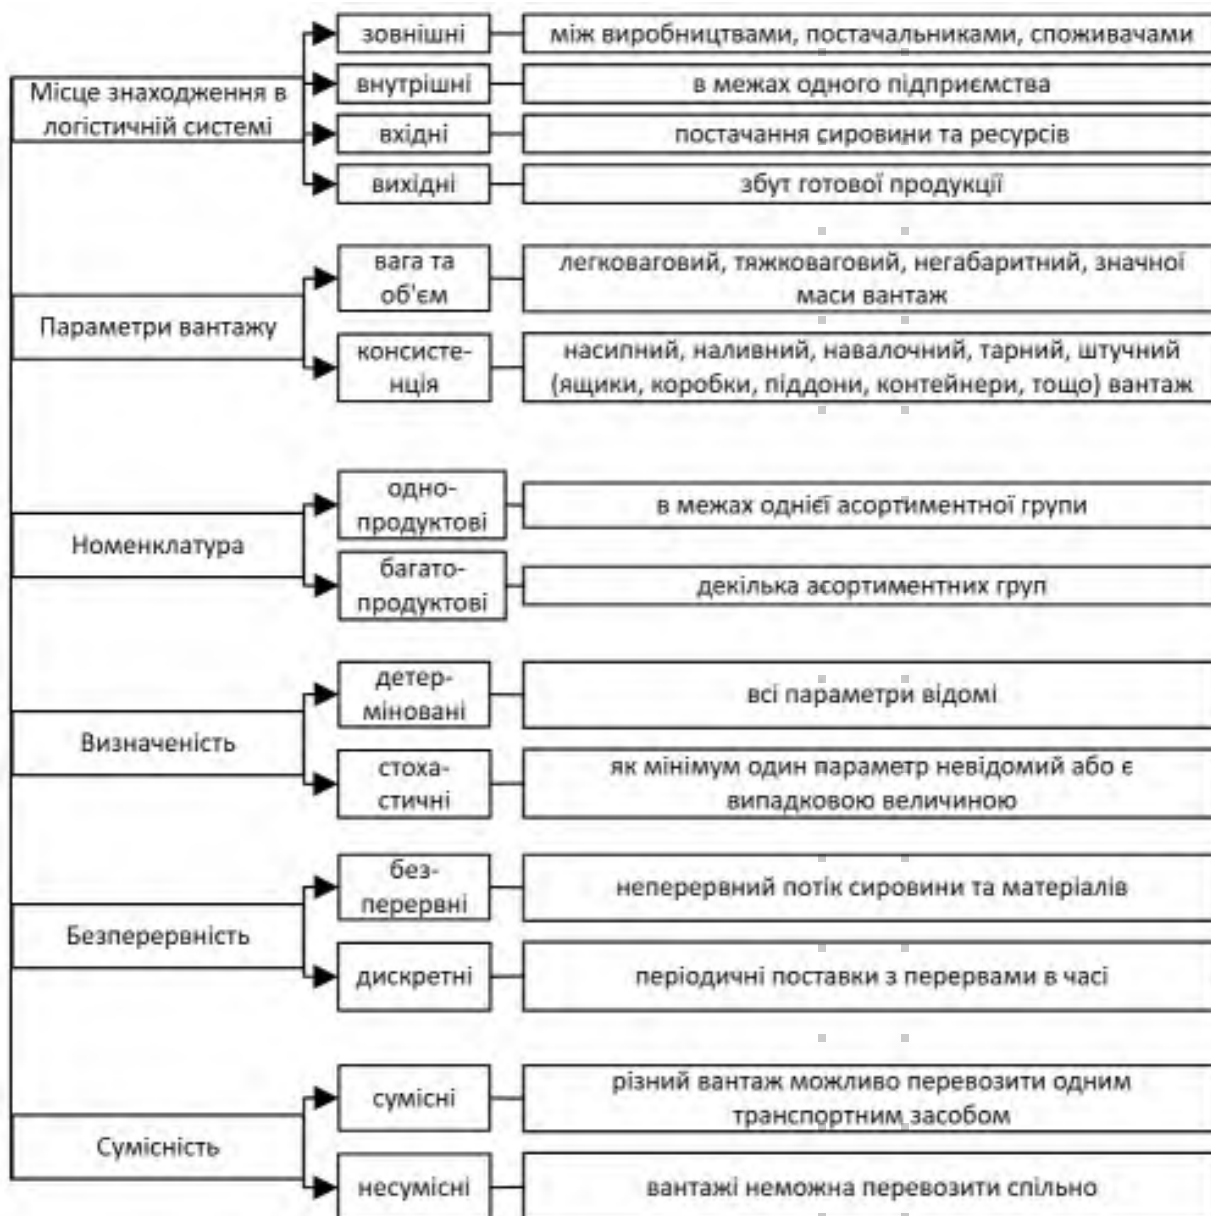 зовнішні
між виробництвами, постачальниками, споживачами
Місце знаходження в
логістичній системі
внутрішні
в межах одного підприємства
вхідні
постачання сировини та ресурсів
вихідні
збут готової продукції
Параметри вантажу
вага та
об'єм
легковаговий, тяжковаговий, негабаритний, значної
маси вантаж
консисте-
нція
насипний, наливний, навалочний, тарний, штучний
(ящики, коробки, піддони, контейнери, тощо) вантаж
Номенклатура
одно-
продуктові
в межах однієї асортиментної групи
багато-
продуктові
декілька асортиментних груп
Визначеність
детер-
міновані
всі параметри відомі
стоха-
стичні
як мінімум один параметр невідомий або є
випадковою величиною
Безперервність
без-
перервні
неперервний потік сировини та матеріалів
дискретні
періодичні поставки з перервами в часі
Сумісність
сумісні
різний вантаж можливо перевозити одним
транспортним засобом
несумісні
вантажі неможна перевозити спільно